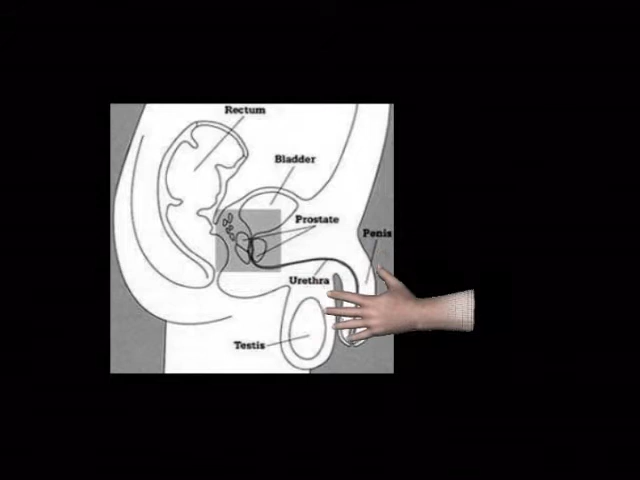 Rectum
Bladder
Prostate
Penis
Urethra
Testis